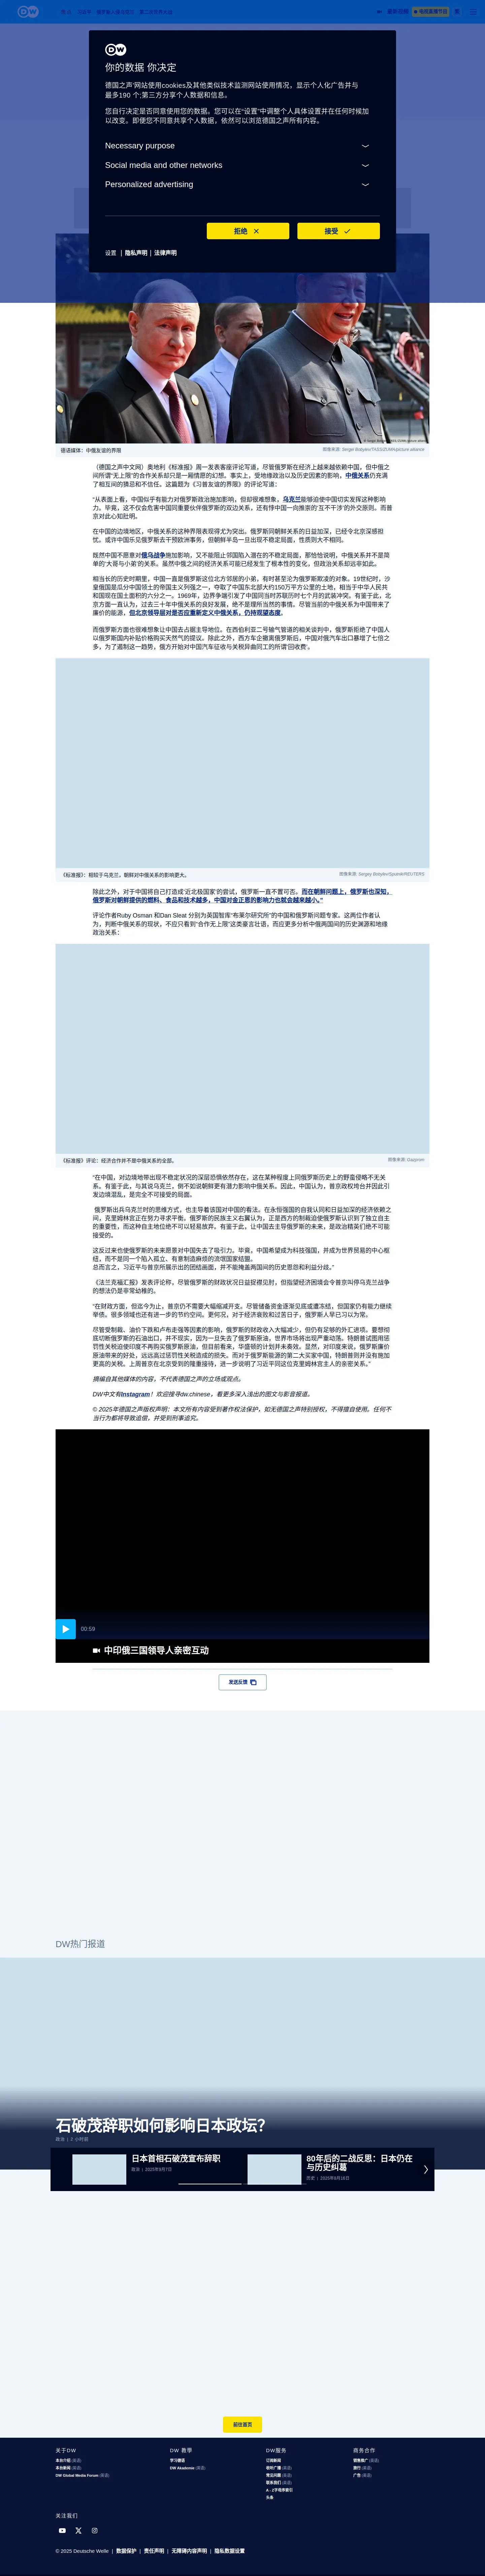 DW
你的数据 你决定
德国之声'网站使用cookies及其他类似技术监测网站使用情况，显示个人化广告并与
最多190 个;第三方分享个人数据和信息。
您自行决定是否同意使用您的数据。您可以在“设置”中调整个人具体设置并在任何时候加
以改变。即使您不同意共享个人数据，依然可以浏览德国之声所有内容。
Necessary purpose
Social media and other networks
Personalized advertising
拒绝
接受
设置 | 隐私声明 | 法律声明
德语媒体：中俄友谊的界限
图像来源: Sergei Bobylev/TASS/ZUMA/picture alliance
（德国之声中文网）奥地利《标准报》周一发表客座评论写道，尽管俄罗斯在经济上越来越依赖中国，但中俄之
间所谓“无上限”的合作关系却只是一厢情愿的幻想。事实上，受地缘政治以及历史因素的影响，中俄关系仍充满
了相互间的猜忌和不信任。这篇题为《习普友谊的界限》的评论写道：
“从表面上看，中国似乎有能力对俄罗斯政治施加影响，但却很难想象，乌克兰能够迫使中国切实发挥这种影响
力。毕竟，这不仅会危害中国同重要伙伴俄罗斯的双边关系，还有悖中国一向推崇的'互不干涉'的外交原则。而普
京对此心知肚明。
在中国的边境地区，中俄关系的这种界限表现得尤为突出。俄罗斯同朝鲜关系的日益加深，已经令北京深感担
忧。或许中国乐见俄罗斯去干预欧洲事务，但朝鲜半岛一旦出现不稳定局面，性质则大不相同。
既然中国不愿意对俄乌战争施加影响，又不能阻止邻国陷入潜在的不稳定局面，那恰恰说明，中俄关系并不是简
单的'大哥与小弟'的关系。虽然中俄之间的经济关系可能已经发生了根本性的变化，但政治关系却远非如此。
相当长的历史时期里，中国一直是俄罗斯这位北方邻居的小弟，有时甚至沦为俄罗斯欺凌的对象。19世纪时，沙
皇俄国是瓜分中国领土的帝国主义列强之一，夺取了中国东北部大约150万平方公里的土地，相当于中华人民共
和国现在国土面积的六分之一。1969年，边界争端引发了中国同当时苏联历时七个月的武装冲突。有鉴于此，北
京方面一直认为，过去三十年中俄关系的良好发展，绝不是理所当然的事情。尽管当前的中俄关系为中国带来了
廉价的能源，但北京领导层对是否应重新定义中俄关系，仍持观望态度。
而俄罗斯方面也很难想象让中国去占据主导地位。在西伯利亚二号输气管道的相关谈判中，俄罗斯拒绝了中国人
以俄罗斯国内补贴价格购买天然气的提议。除此之外，西方车企撤离俄罗斯后，中国对俄汽车出口暴增了七倍之
多，为了遏制这一趋势，俄方开始对中国汽车征收与关税异曲同工的所谓'回收费'。
《标准报》：相较于乌克兰，朝鲜对中俄关系的影响更大。
图像来源: Sergey Bobylev/Sputnik/REUTERS
除此之外，对于中国将自己打造成'近北极国家'的尝试，俄罗斯一直不置可否。而在朝鲜问题上，俄罗斯也深知，
俄罗斯对朝鲜提供的燃料、食品和技术越多，中国对金正恩的影响力也就会越来越小。”
评论作者Ruby Osman 和Dan Sleat 分别为英国智库“布莱尔研究所”的中国和俄罗斯问题专家。这两位作者认
为，判断中俄关系的现状，不应只看到“合作无上限”这类豪言壮语，而应更多分析中俄两国间的历史渊源和地缘
政治关系：
《标准报》评论：经济合作并不是中俄关系的全部。
图像来源: Gazprom
“在中国，对边境地带出现不稳定状况的深层恐惧依然存在，这在某种程度上同俄罗斯历史上的野蛮侵略不无关
系。有鉴于此，与其说乌克兰，倒不如说朝鲜更有潜力影响中俄关系。因此，中国认为，普京政权垮台并因此引
发边境混乱，是完全不可接受的局面。
俄罗斯出兵乌克兰时的思维方式，也主导着该国对中国的看法。在永恒强国的自我认同和日益加深的经济依赖之
间，克里姆林宫正在努力寻求平衡。俄罗斯的民族主义右翼认为，正是西方的制裁迫使俄罗斯认识到了独立自主
的重要性，而这种自主地位绝不可以轻易放弃。有鉴于此，让中国去主导俄罗斯的未来，是政治精英们绝不可能
接受的。
这反过来也使俄罗斯的未来愿景对中国失去了吸引力。毕竟，中国希望成为科技强国，并成为世界贸易的中心枢
纽，而不是同一个陷入孤立、有意制造麻烦的流氓国家结盟。
总而言之，习近平与普京所展示出的团结画面，并不能掩盖两国间的历史恩怨和利益分歧。”
《法兰克福汇报》发表评论称，尽管俄罗斯的财政状况日益捉襟见肘，但指望经济困境会令普京叫停乌克兰战争
的想法仍是非常幼稚的。
“在财政方面，但迄今为止，普京仍不需要大幅缩减开支。尽管储备资金逐渐见底或遭冻结，但国家仍有能力继续
举债。很多领域也还有进一步的节约空间。更何况，对于经济衰败和过苦日子，俄罗斯人早已习以为常。
尽管受制裁、油价下跌和卢布走强等因素的影响，俄罗斯的财政收入大幅减少，但仍有足够的外汇进项。要想彻
底切断俄罗斯的石油出口，并不现实，因为一旦失去了俄罗斯原油，世界市场将出现严重动荡。特朗普试图用惩
罚性关税迫使印度不再购买俄罗斯原油，但目前看来，华盛顿的计划并未奏效。显然，对印度来说，俄罗斯廉价
原油带来的好处，远远高过惩罚性关税造成的损失。而对于俄罗斯能源的第二大买家中国，特朗普则并没有施加
更高的关税。上周普京在北京受到的隆重接待，进一步说明了习近平同这位克里姆林宫主人的亲密关系。”
摘编自其他媒体的内容，不代表德国之声的立场或观点。
DW中文有Instagram！欢迎搜寻dw.chinese，看更多深入浅出的图文与影音报道。
© 2025年德国之声版权声明：本文所有内容受到著作权法保护，如无德国之声特别授权，不得擅自使用。任何不
当行为都将导致追偿，并受到刑事追究。
00:59
中印俄三国领导人亲密互动
发送反馈
DW热门报道
石破茂辞职如何影响日本政坛？
政治 | 2 小时前
日本首相石破茂宣布辞职
政治 | 2025年9月7日
80年后的二战反思：日本仍在
与历史纠葛
历史 | 2025年8月16日
前往首页
关于DW
本台介绍 (英语)
本台新闻 (英语)
DW Global Media Forum (英语)
DW 教學
学习德语
DW Akademie (英语)
DW服务
订阅新闻
收听广播 (英语)
常见问题 (英语)
联系我们 (英语)
A - Z字母序索引
头条
商务合作
销售推广 (英语)
旅行 (英语)
广告 (英语)
关注我们
© 2025 Deutsche Welle | 数据保护 | 责任声明 | 无障碍内容声明 | 隐私数据设置